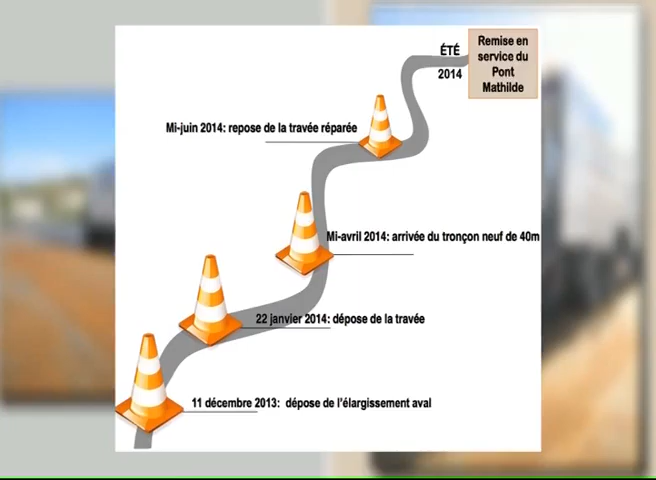 ÉTÉ
2014
Remise en
service du
Pont
Mathilde
Mi-juin 2014: repose de la travée réparée
Mi-avril 2014: arrivée du tronçon neuf de 40m
22 janvier 2014: dépose de la travée
11 décembre 2013: dépose de l'élargissement aval